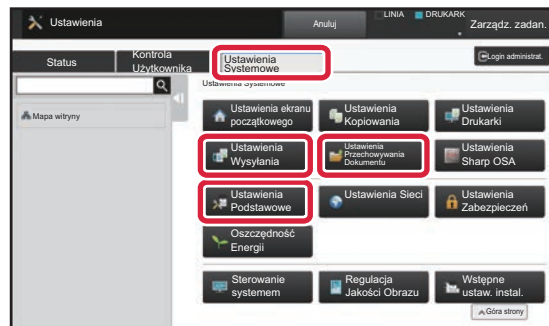 Ustawienia
Anuluj
LINIA
DRUKARK
Zarządz. zadan.
Status
Kontrola
Użytkownika
Ustawienia
Systemowe
Login administrat.
Ustawienia Systemowe
Mapa witryny
Ustawienia ekranu
początkowego
Ustawienia
Kopiowania
Ustawienia
Drukarki
Ustawienia
Wysyłania
Ustawienia
Przechowywania
Dokumentu
Ustawienia
Sharp OSA
Ustawienia
Podstawowe
Ustawienia Sieci
Ustawienia
Zabezpieczeń
Oszczędność
Energii
Sterowanie
systemem
Regulacja
Jakości Obrazu
Wstępne
ustaw. instal.
Góra strony